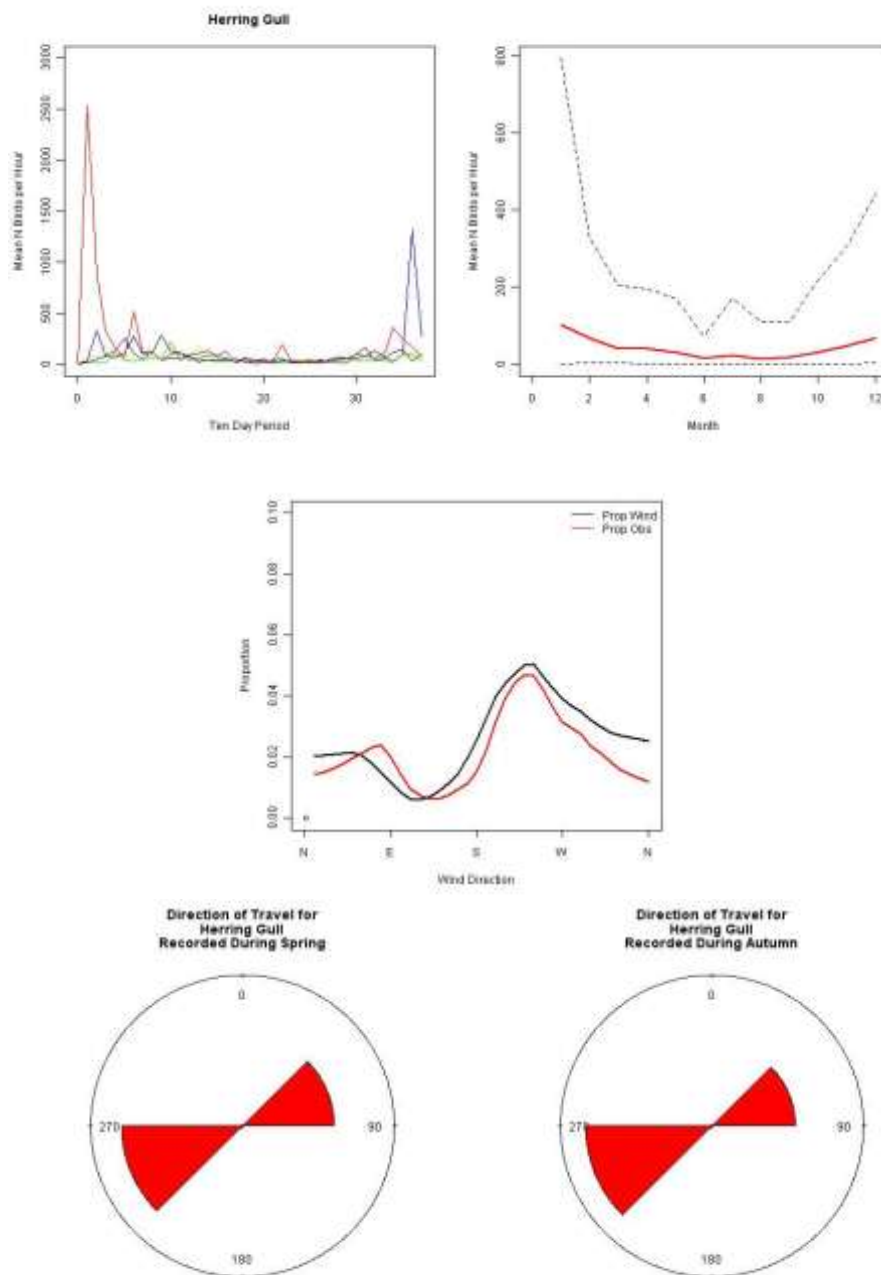 Herring Gull
Mean N Birds per Hour
3000
2500
2000
1500
1000
500
0
0
10
20
30
Ten Day Period
Mean N Birds per Hour
800
600
400
200
0
0
2
4
6
8
10
12
Month
Prop Wind
Prop Obs
Proportion
0.10
0.08
0.06
0.04
0.02
0.00
N
E
S
W
N
Wind Direction
Direction of Travel for
Herring Gull
Recorded During Spring
0
270
90
180
Direction of Travel for
Herring Gull
Recorded During Autumn
0
270
90
180